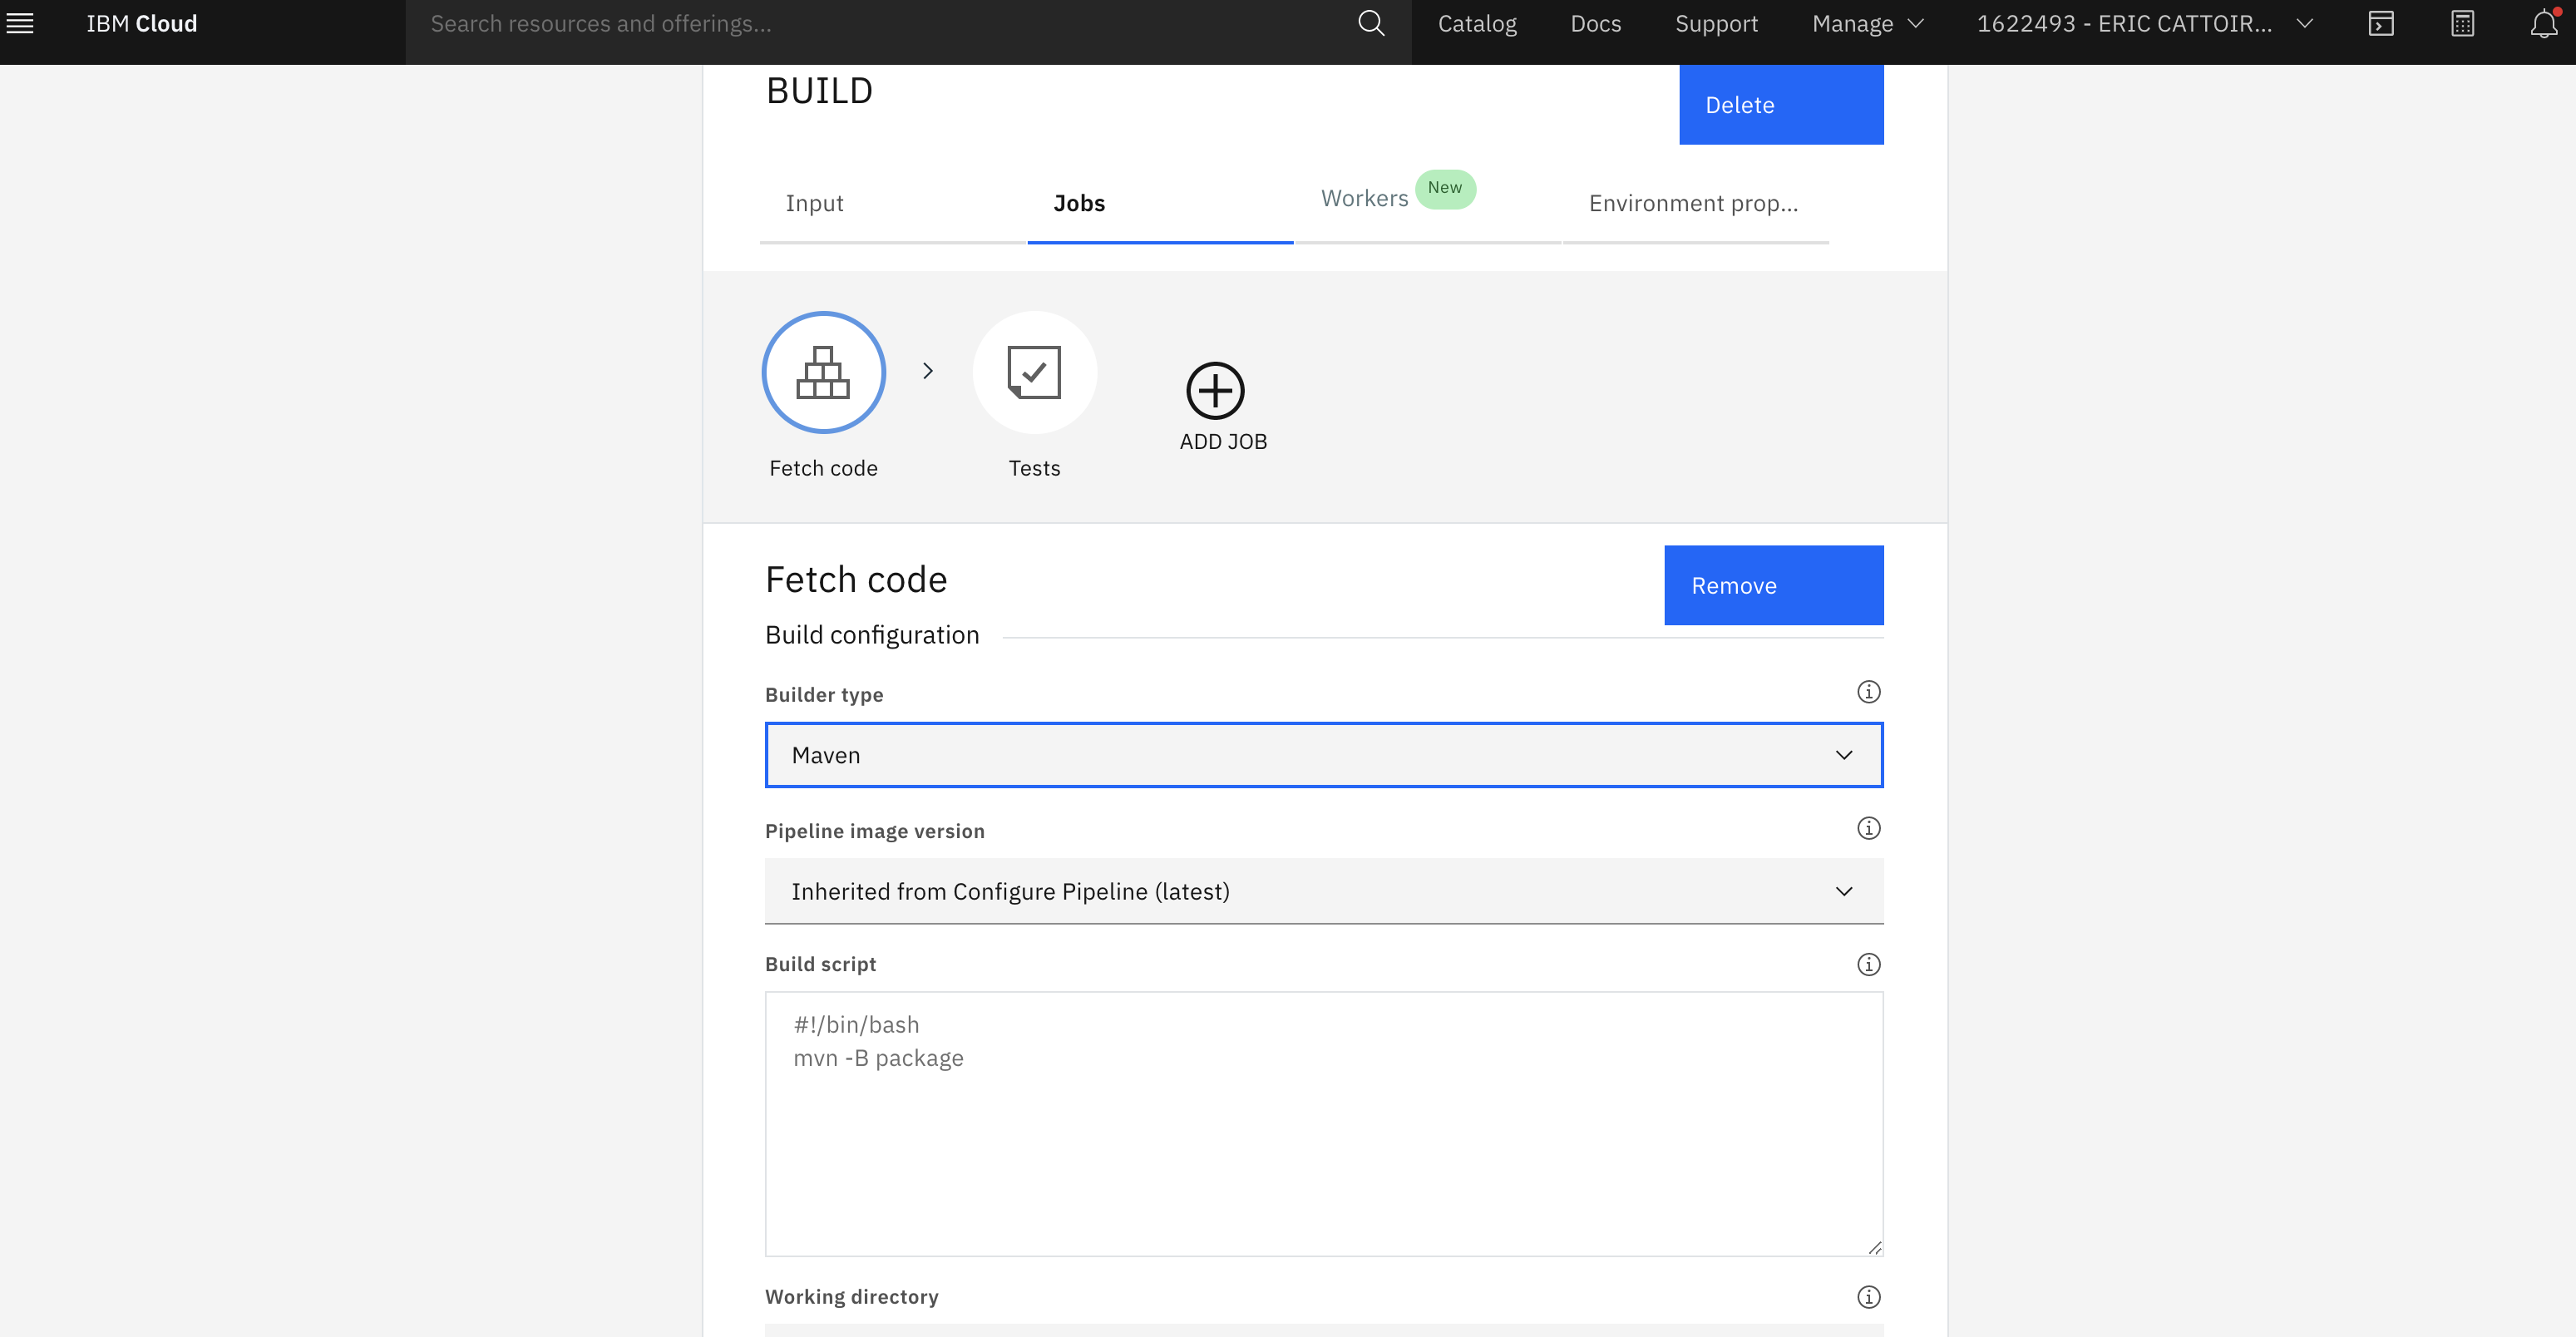 IBM Cloud
Search resources and offerings...
Catalog
Docs
Support
Manage
1622493 - ERIC CATTOIR...
BUILD
Delete
Input
Jobs
Workers
New
Environment prop...
Fetch code
Tests
ADD JOB
Fetch code
Remove
Build configuration
Builder type
Maven
Pipeline image version
Inherited from Configure Pipeline (latest)
Build script
#!/bin/bash
mvn -B package
Working directory